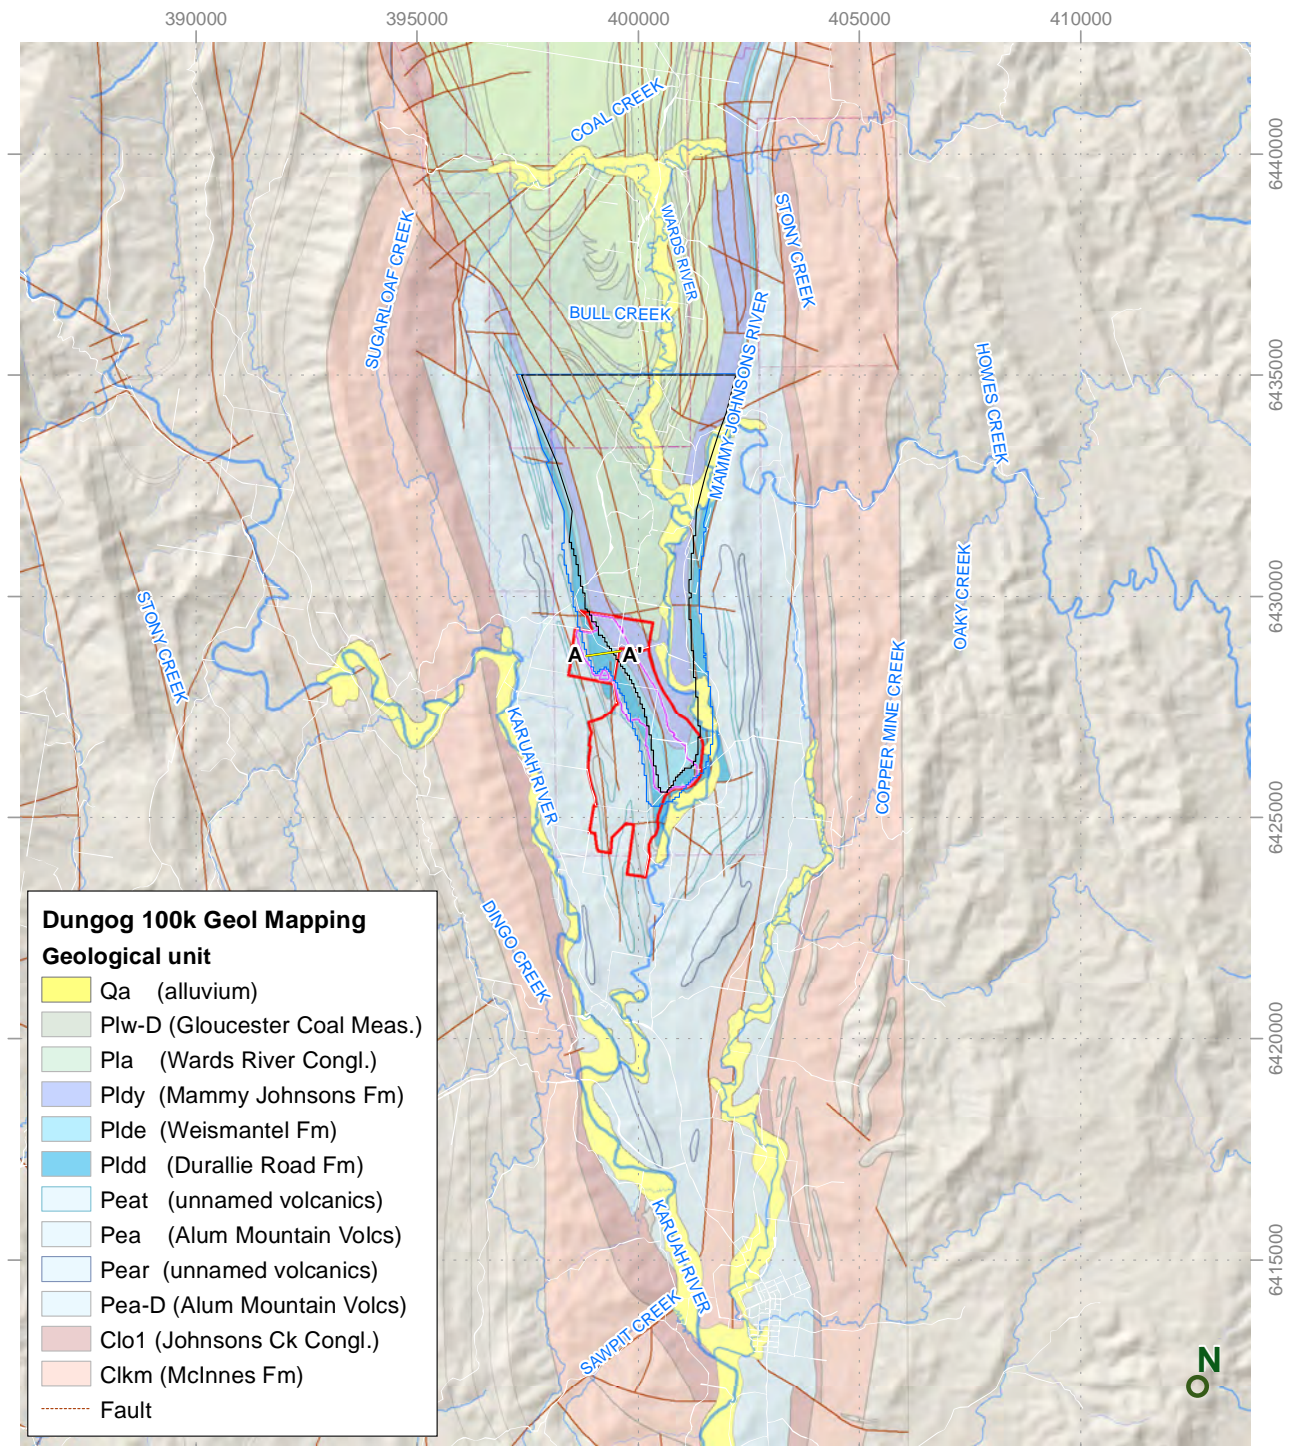 390000
395000
400000
405000
410000
COAL CREEK
6440000
SUGARLOAF CREEK
WARDS RIVER
STONY CREEK
BULL CREEK
MAMMY JOHNSONS RIVER
HOWES CREEK
6435000
STONY CREEK
OAKY CREEK
6430000
A
A'
KARUAH RIVER
COPPER MINE CREEK
6425000
DINGO CREEK
6420000
KARUAH RIVER
SAWPIT CREEK
6415000
Dungog 100k Geol Mapping
Geological unit
Qa (alluvium)
Plw-D (Gloucester Coal Meas.)
Pla (Wards River Congl.)
Pldy (Mammy Johnsons Fm)
Plde (Weismantel Fm)
Pldd (Durallie Road Fm)
Peat (unnamed volcanics)
Pea (Alum Mountain Volcs)
Pear (unnamed volcanics)
Pea-D (Alum Mountain Volcs)
Clo1 (Johnsons Ck Congl.)
Clkm (McInnes Fm)
Fault
N